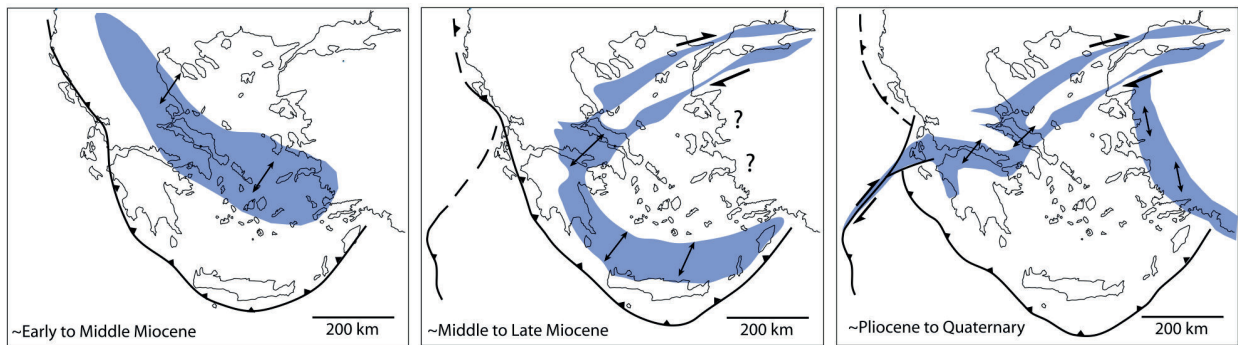 ~Early to Middle Miocene
200 km
?
?
~Middle to Late Miocene
200 km
~Pliocene to Quaternary
200 km